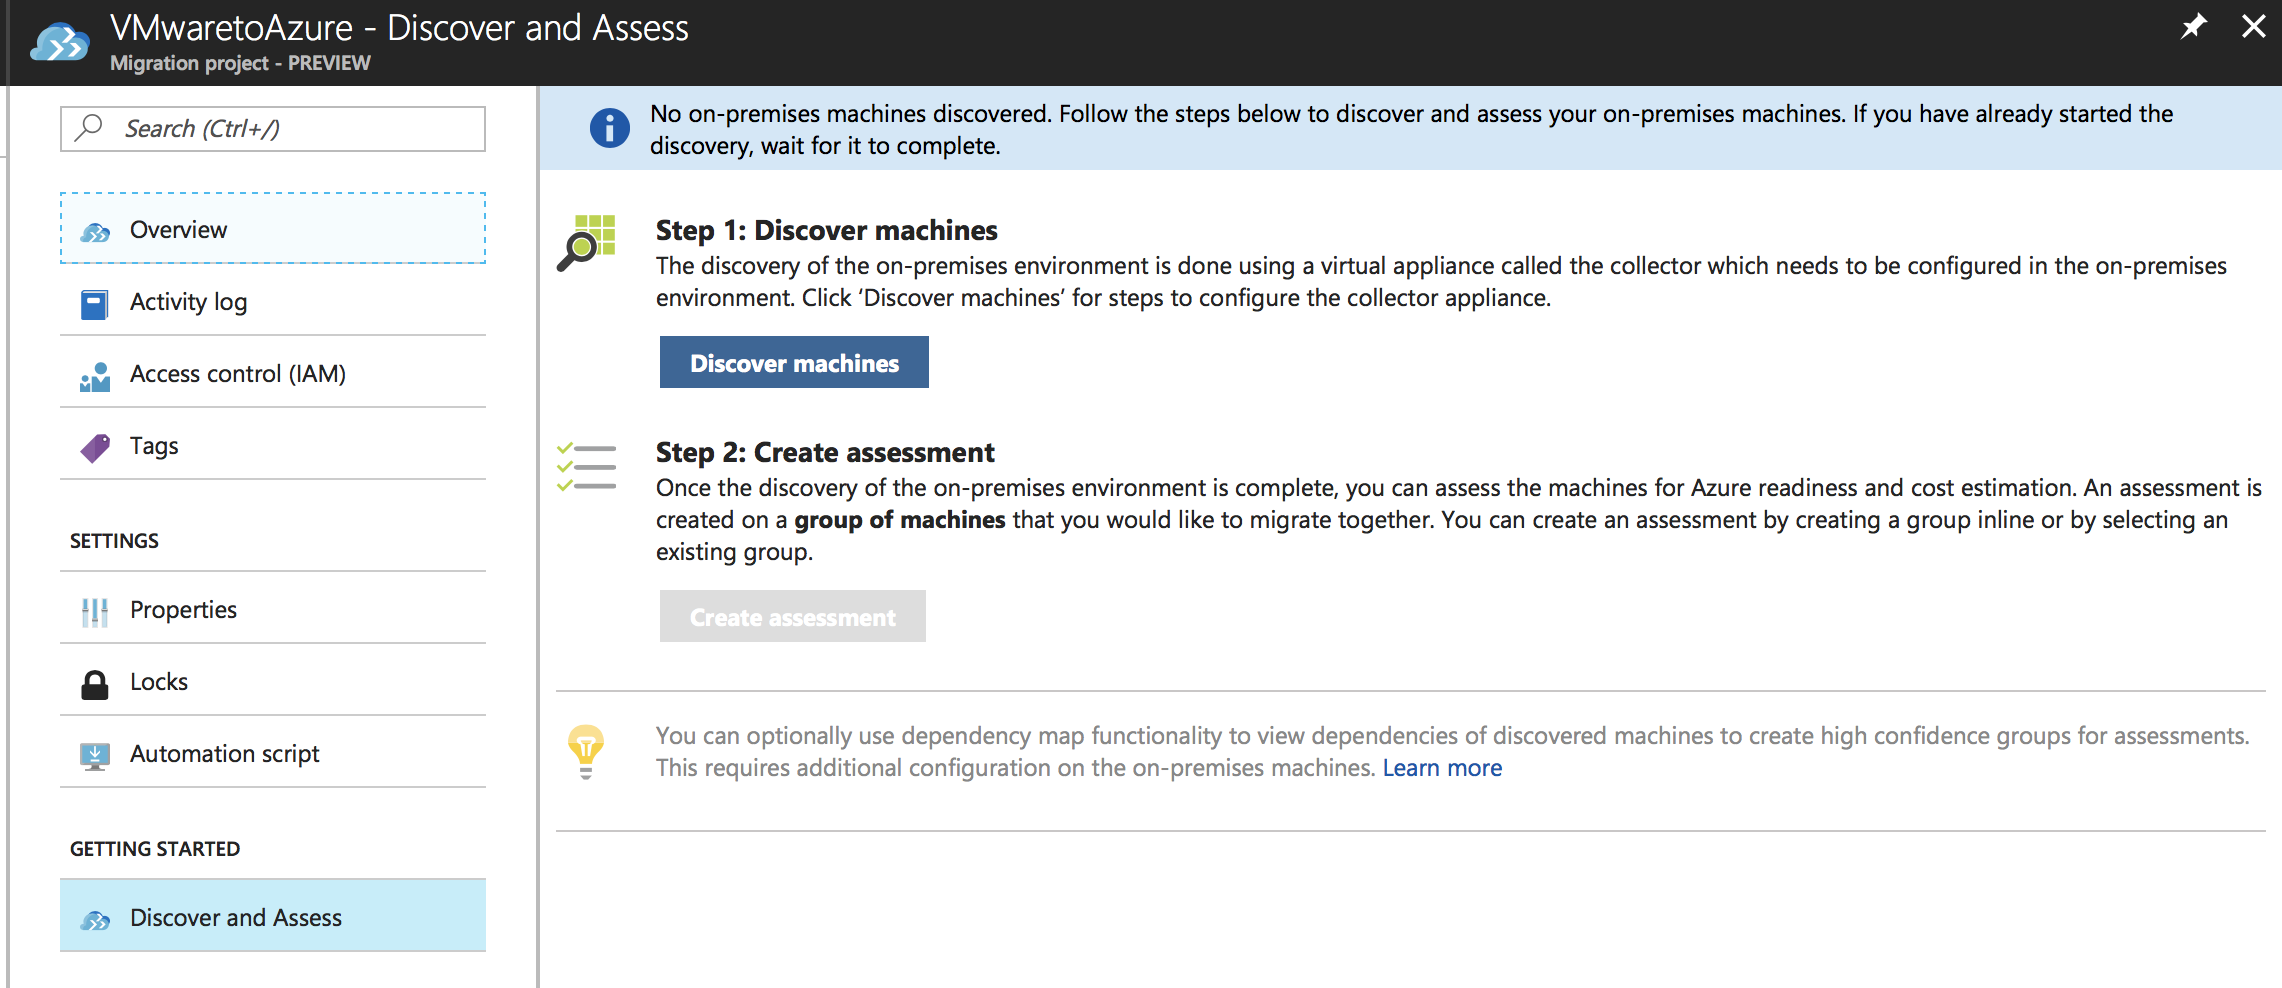 VMwaretoAzure - Discover and Assess
Migration project - PREVIEW
Search (Ctrl+/)
Overview
Activity log
Access control (IAM)
Tags
SETTINGS
Properties
Locks
Automation script
GETTING STARTED
Discover and Assess
No on-premises machines discovered. Follow the steps below to discover and assess your on-premises machines. If you have already started the
discovery, wait for it to complete.
Step 1: Discover machines
The discovery of the on-premises environment is done using a virtual appliance called the collector which needs to be configured in the on-premises
environment. Click ‘Discover machines’ for steps to configure the collector appliance.
Discover machines
Step 2: Create assessment
Once the discovery of the on-premises environment is complete, you can assess the machines for Azure readiness and cost estimation. An assessment is
created on a group of machines that you would like to migrate together. You can create an assessment by creating a group inline or by selecting an
existing group.
Create assessment
You can optionally use dependency map functionality to view dependencies of discovered machines to create high confidence groups for assessments.
This requires additional configuration on the on-premises machines. Learn more